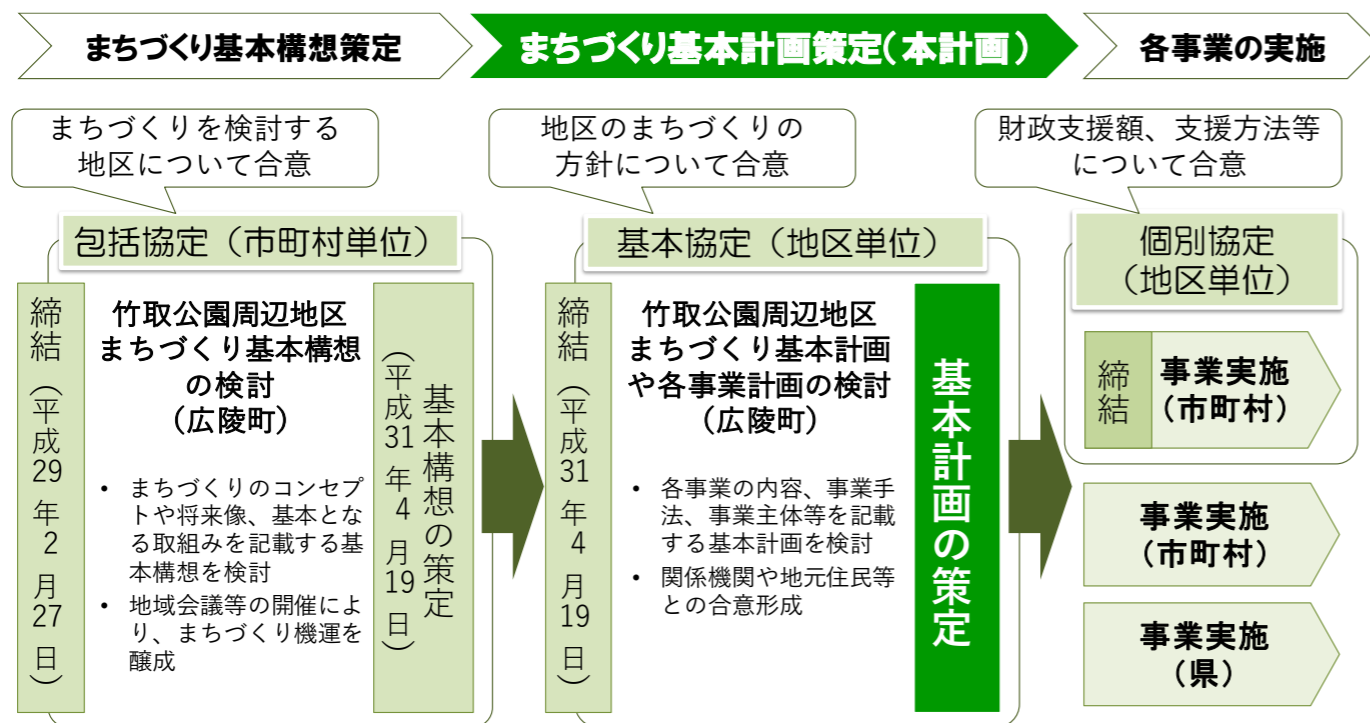 まちづくり基本構想策定
まちづくり基本計画策定(本計画)
各事業の実施
まちづくりを検討する
地区について合意
地区のまちづくりの
方針について合意
財政支援額、支援方法等
について合意
包括協定（市町村単位）
締結（平成29年2月27日）
竹取公園周辺地区
まちづくり基本構想
の検討
（広陵町）
• まちづくりのコンセプ
トや将来像、基本とな
る取組みを記載する基
本構想を検討
• 地域会議等の開催によ
り、まちづくり機運を
醸成
基本構想の策定
（平成31年4月19日）
基本協定（地区単位）
締結（平成31年4月19日）
竹取公園周辺地区
まちづくり基本計画
や各事業計画の検討
（広陵町）
• 各事業の内容、事業手
法、事業主体等を記載
する基本計画を検討
• 関係機関や地元住民等
との合意形成
基本計画の策定
個別協定
（地区単位）
締結
事業実施
（市町村）
事業実施
（市町村）
事業実施
（県）